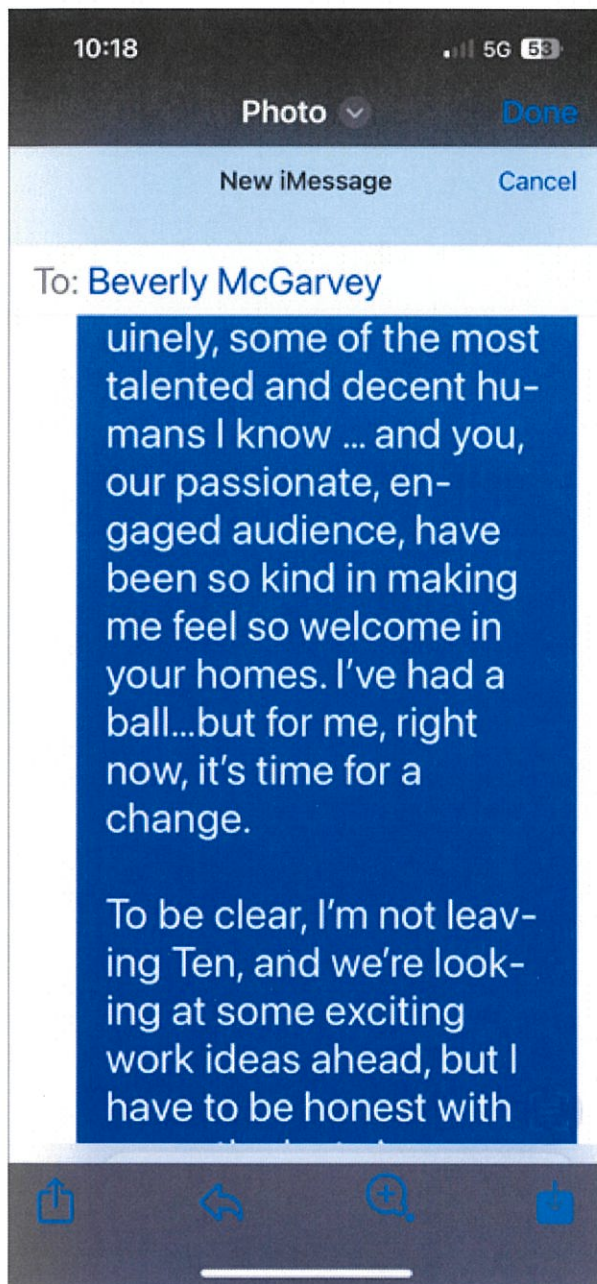 10:18
5G 53
Photo
Done
New iMessage
Cancel
To: Beverly McGarvey
uinely, some of the most
talented and decent hu-
mans I know ... and you,
our passionate, en-
gaged audience, have
been so kind in making
me feel so welcome in
your homes. I've had a
ball...but for me, right
now, it's time for a
change.
To be clear, I'm not leav-
ing Ten, and we're look-
ing at some exciting
work ideas ahead, but I
have to be honest with